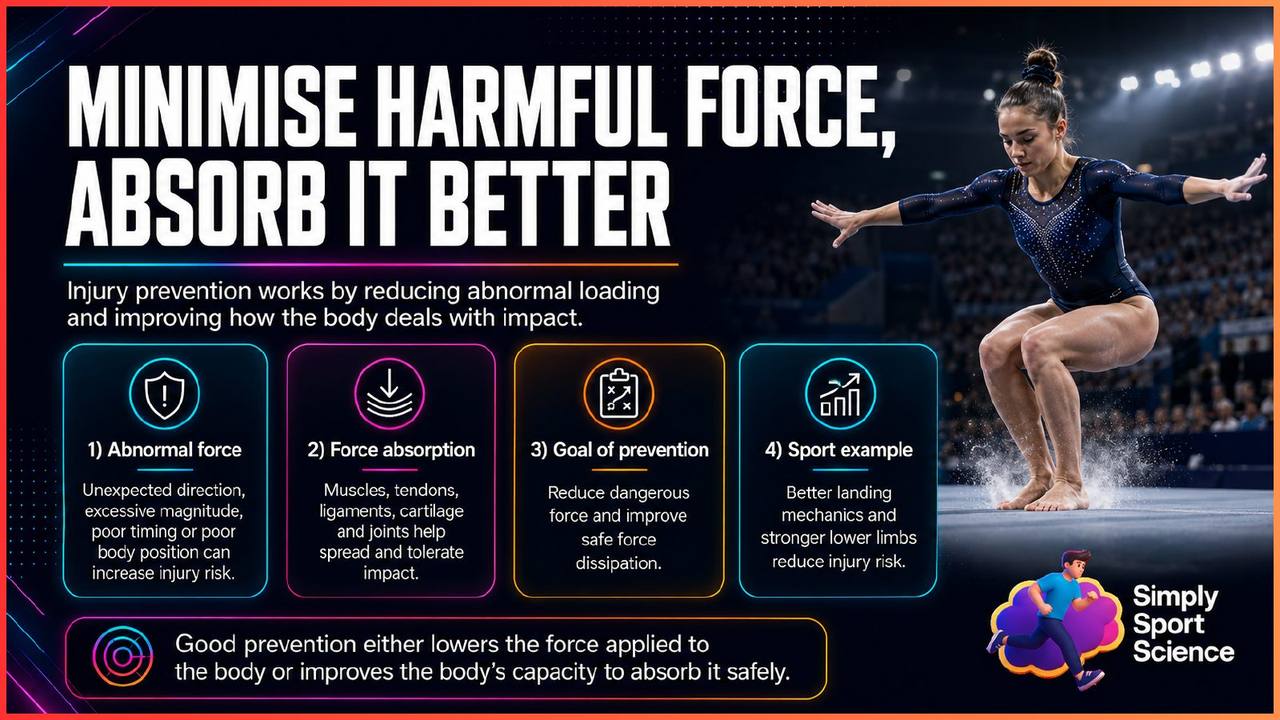 MINIMISE HARMFUL FORCE,
ABSORB IT BETTER
Injury prevention works by reducing abnormal loading
and improving how the body deals with impact.
1) Abnormal force
Unexpected direction,
excessive magnitude,
poor timing or poor
body position can
increase injury risk.
2) Force absorption
Muscles, tendons,
ligaments, cartilage
and joints help
spread and tolerate
impact.
3) Goal of prevention
Reduce dangerous
force and improve
safe force
dissipation.
4) Sport example
Better landing
mechanics and
stronger lower limbs
reduce injury risk.
Good prevention either lowers the force applied to
the body or improves the body's capacity to absorb it safely.
Simply
Sport
Science